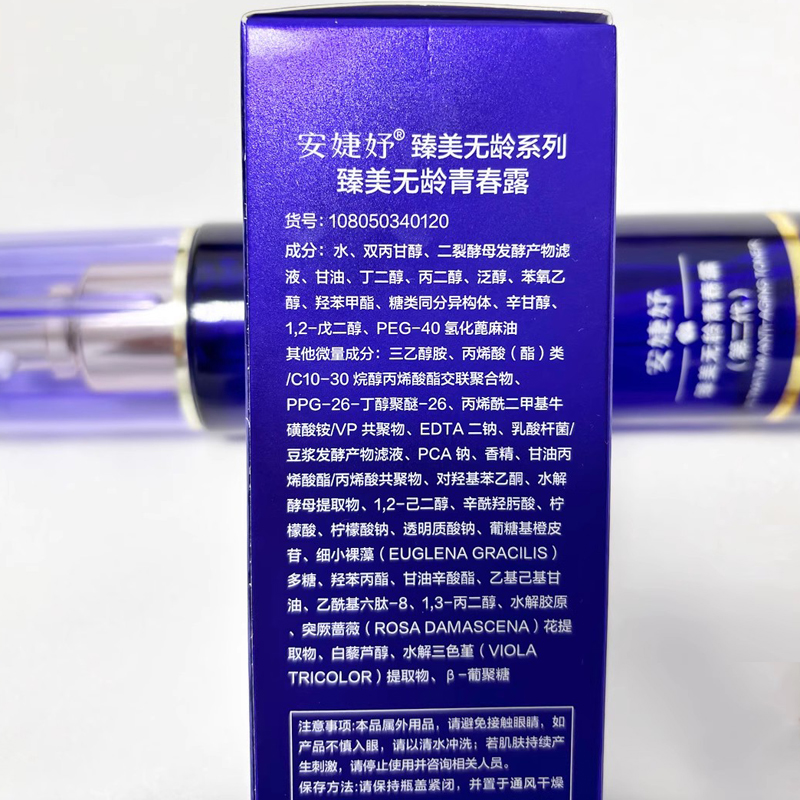 安婕妤® 臻美无龄系列
臻美无龄青春露
货号: 108050340120
成分：水、双丙甘醇、二裂酵母发酵产物滤
液、甘油、丁二醇、丙二醇、泛醇、苯氧乙
醇、羟苯甲酯、糖类同分异构体、辛甘醇、
1,2-戊二醇、PEG-40 氢化蓖麻油
其他微量成分：三乙醇胺、丙烯酸（酯）类
/C10-30 烷醇丙烯酸酯交联聚合物、
PPG-26-丁醇聚醚-26、丙烯酰二甲基牛
磺酸铵/VP 共聚物、EDTA 二钠、乳酸杆菌/
豆浆发酵产物滤液、PCA 钠、香精、甘油丙
烯酸酯/丙烯酸共聚物、对羟基苯乙酮、水解
酵母提取物、1,2-己二醇、辛酰羟肟酸、柠
檬酸、柠檬酸钠、透明质酸钠、葡糖基橙皮
苷、细小裸藻（EUGLENA GRACILIS）
多糖、羟苯丙酯、甘油辛酸酯、乙基己基甘
油、乙酰基六肽-8、1,3-丙二醇、水解胶原
、突厥蔷薇（ROSA DAMASCENA）花提
取物、白藜芦醇、水解三色堇（VIOLA
TRICOLOR）提取物、β-葡聚糖
注意事项:本品属外用品，请避免接触眼睛，如
产品不慎入眼，请以清水冲洗；若肌肤持续产
生刺激，请停止使用并咨询相关人员。
保存方法:请保持瓶盖紧闭，并置于通风干燥
安婕妤
臻美无龄青春露
（第二代）
ANTI-AGING TONER